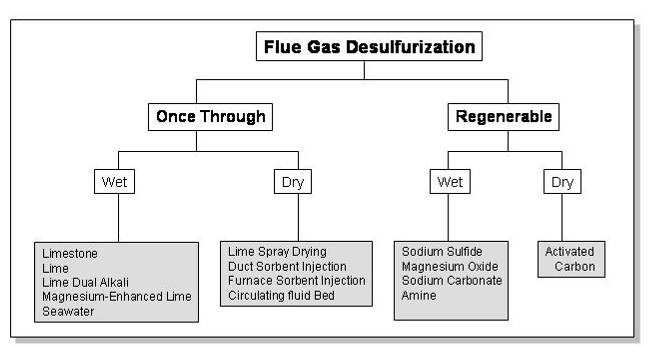 Flue Gas Desulfurization
Once Through
Regenerable
Wet
Dry
Wet
Dry
Limestone
Lime
Lime Dual Alkali
Magnesium-Enhanced Lime
Seawater
Lime Spray Drying
Duct Sorbent Injection
Furnace Sorbent Injection
Circulating fluid Bed
Sodium Sulfide
Magnesium Oxide
Sodium Carbonate
Amine
Activated
Carbon